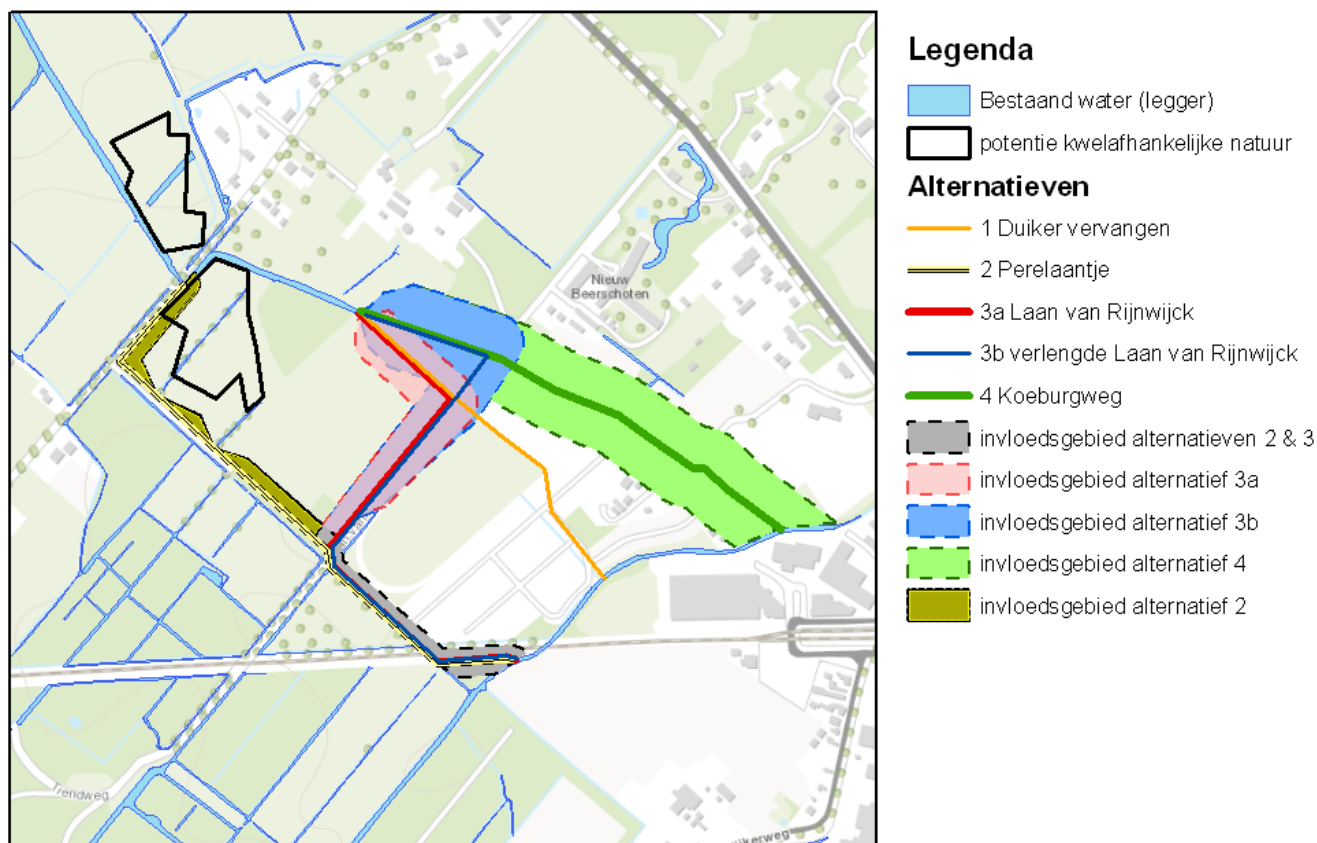 Legenda
Bestaand water (legger)
potentie kwelafhankelijke natuur
Alternatieven
1 Duiker vervangen
2 Perelaantje
3a Laan van Rijnwijck
3b verlengde Laan van Rijnwijck
4 Koeburgweg
invloedsgebied alternatieven 2 & 3
invloedsgebied alternatief 3a
invloedsgebied alternatief 3b
invloedsgebied alternatief 4
invloedsgebied alternatief 2
Nieuw
Beerschoten
Trendweg
ijkerweg